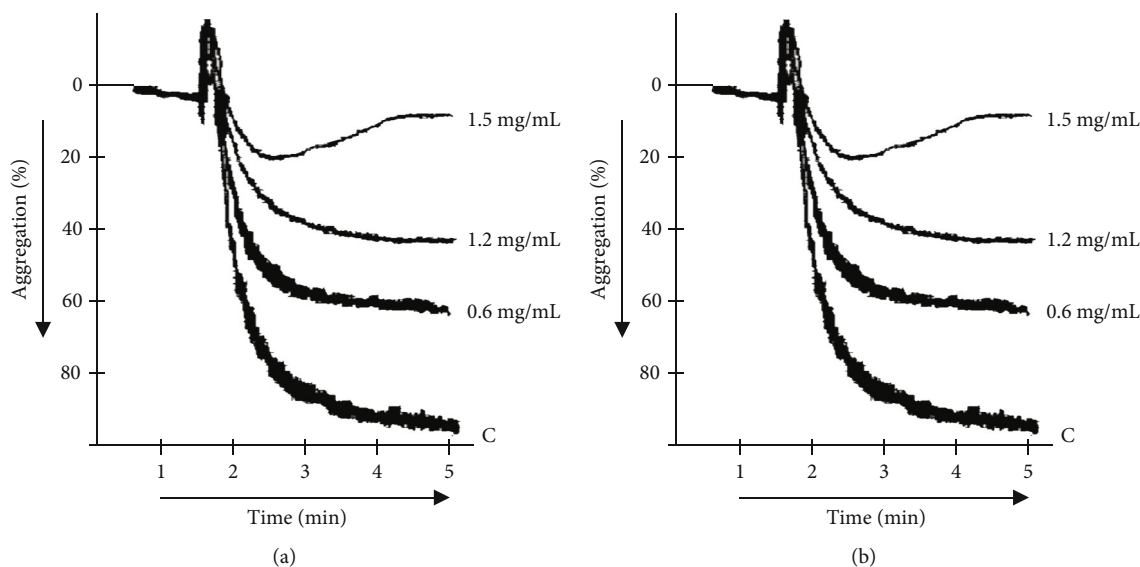 0
20
40
60
80
Aggregation (%)
1.5 mg/mL
1.2 mg/mL
0.6 mg/mL
C
1 2 3 4 5
Time (min)
(a)
0
20
40
60
80
Aggregation (%)
1.5 mg/mL
1.2 mg/mL
0.6 mg/mL
C
1 2 3 4 5
Time (min)
(b)